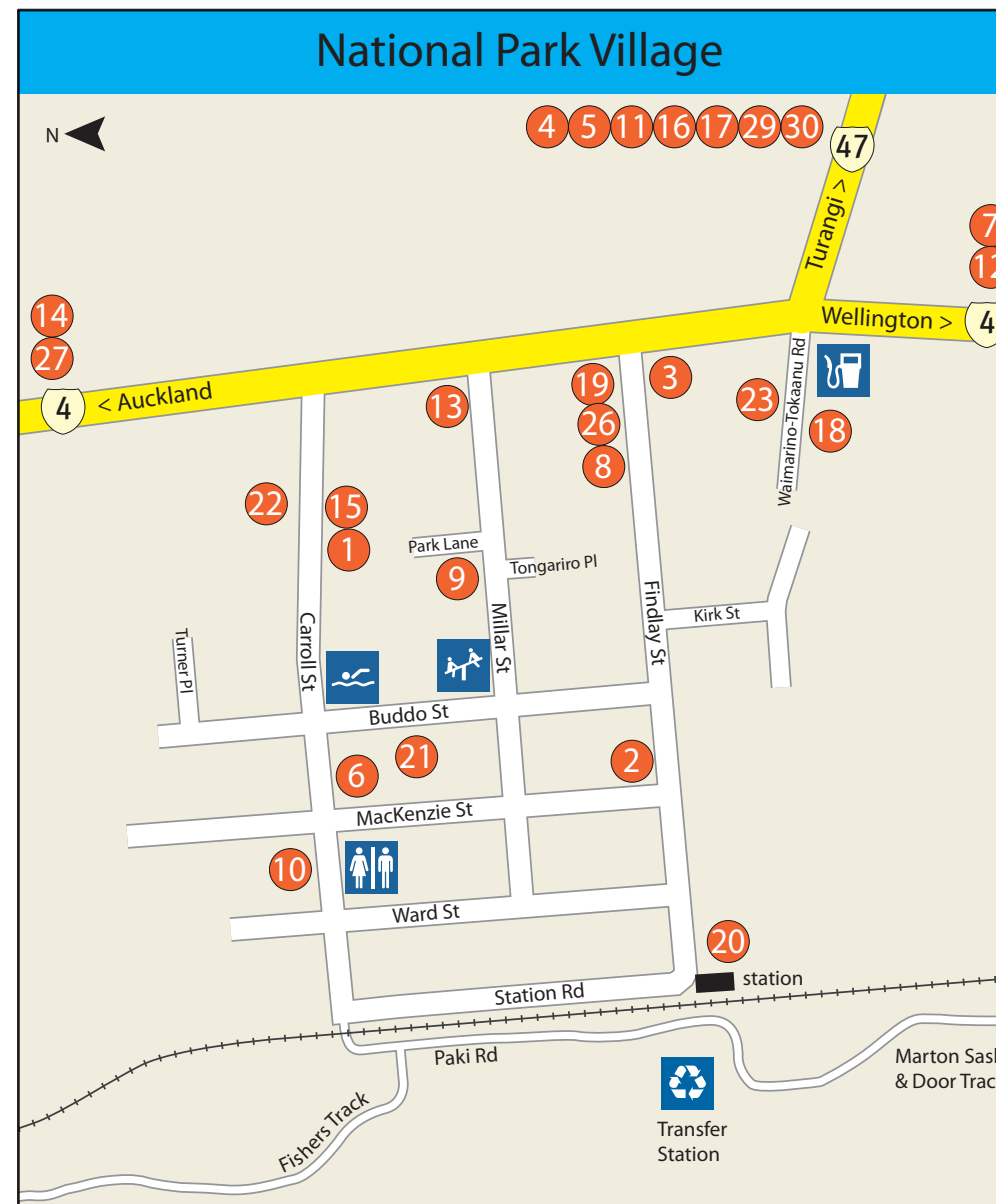 National Park Village
N
4 5 11 16 17 29 30
47
Turangi >
7
12
14
27
Wellington >
4
4
< Auckland
13
19
26
8
3
23
18
Waimarino-Tokaanu Rd
22
15
1
Park Lane
9
Tongariro Pl
Carroll St
Millar St
Findlay St
Kirk St
Turner Pl
Buddo St
21
6
2
MacKenzie St
10
Ward St
20
station
Station Rd
Paki Rd
Fishers Track
Marton
& Door
Transfer
Station